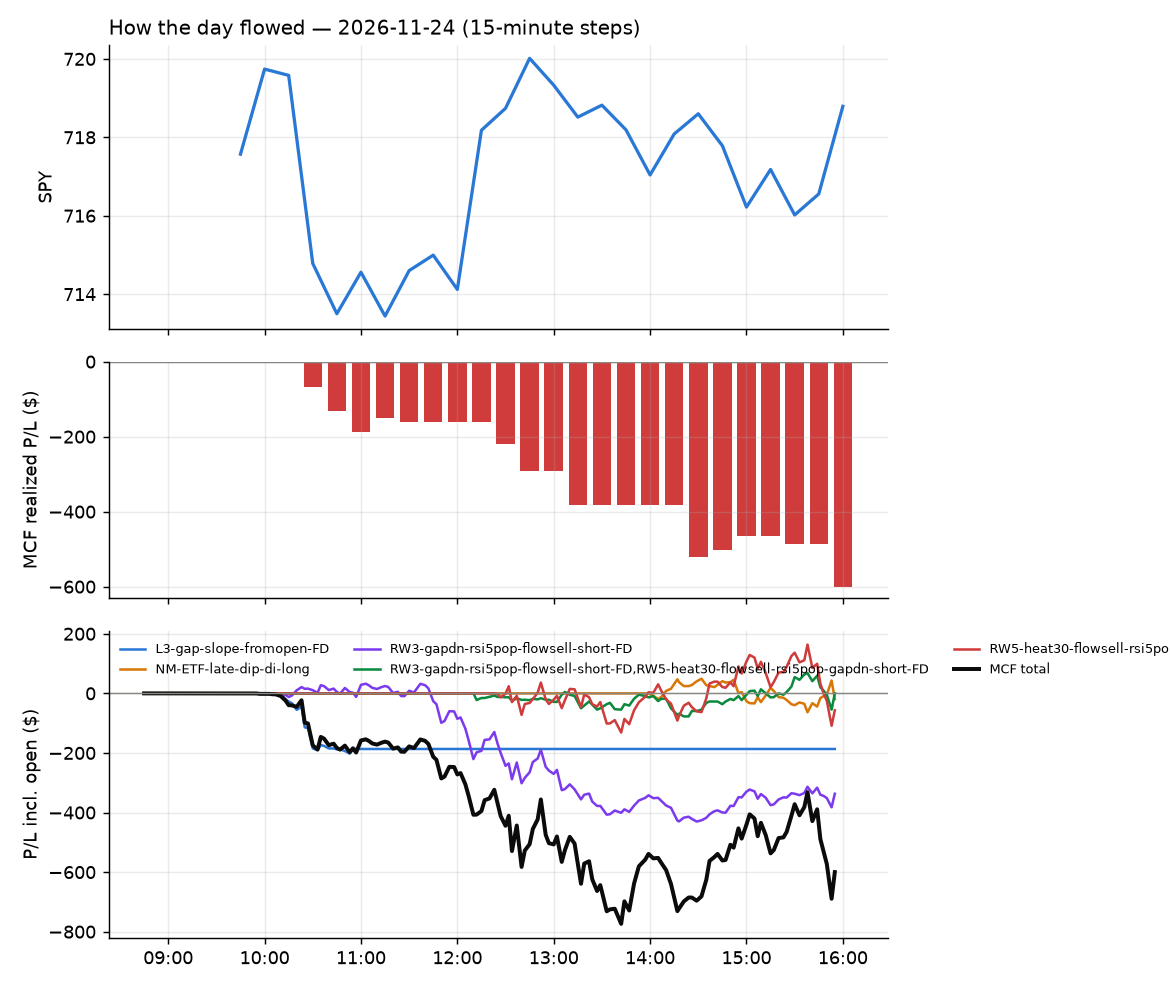 How the day flowed — 2026-11-24 (15-minute steps)
720
718
716
714
SPY
0
−200
−400
−600
MCF realized P/L ($)
200
0
−200
−400
−600
−800
P/L incl. open ($)
L3-gap-slope-fromopen-FD
NM-ETF-late-dip-di-long
RW3-gapdn-rsi5pop-flowsell-short-FD
RW3-gapdn-rsi5pop-flowsell-short-FD,RW5-heat30-flowsell-rsi5pop-gapdn-short-FD
RW5-heat30-flowsell-rsi5po
MCF total
09:00 10:00 11:00 12:00 13:00 14:00 15:00 16:00